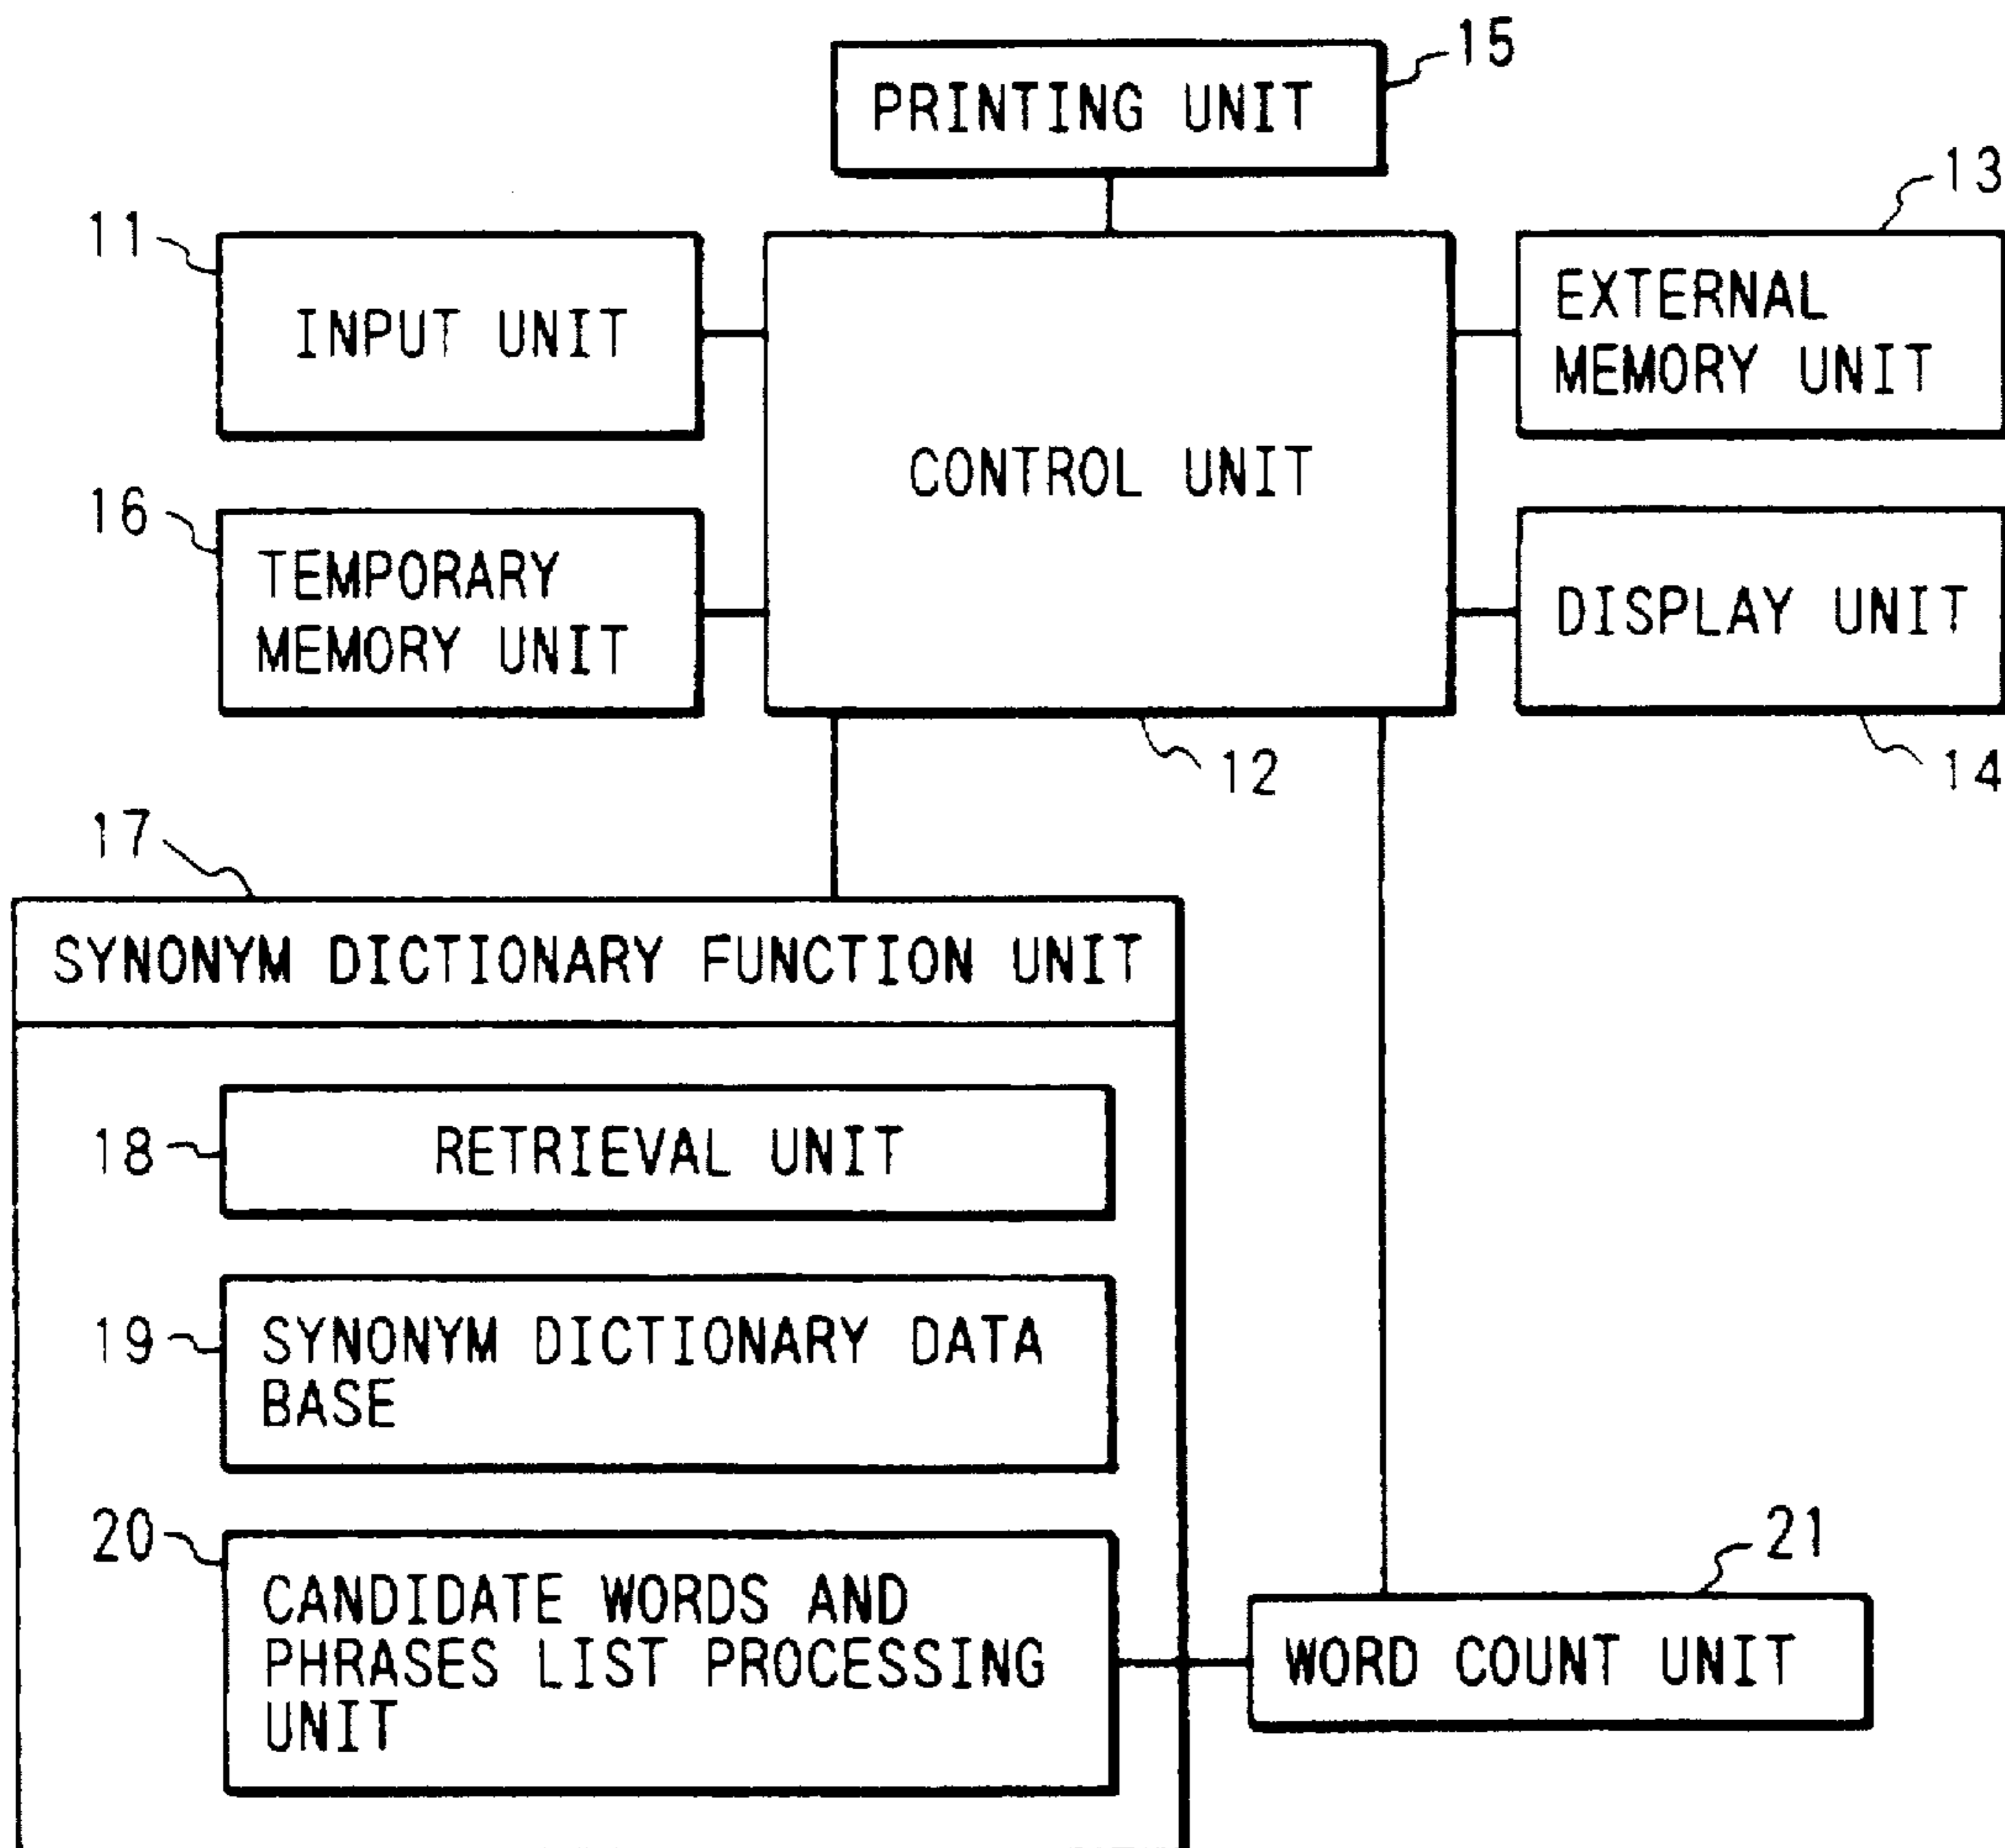 15
PRINTING UNIT
13
11
INPUT UNIT
EXTERNAL
MEMORY UNIT
CONTROL UNIT
16
TEMPORARY
MEMORY UNIT
DISPLAY UNIT
12
14
17
SYNONYM DICTIONARY FUNCTION UNIT
18
RETRIEVAL UNIT
19
SYNONYM DICTIONARY DATA
BASE
20
CANDIDATE WORDS AND
PHRASES LIST PROCESSING
UNIT
21
WORD COUNT UNIT